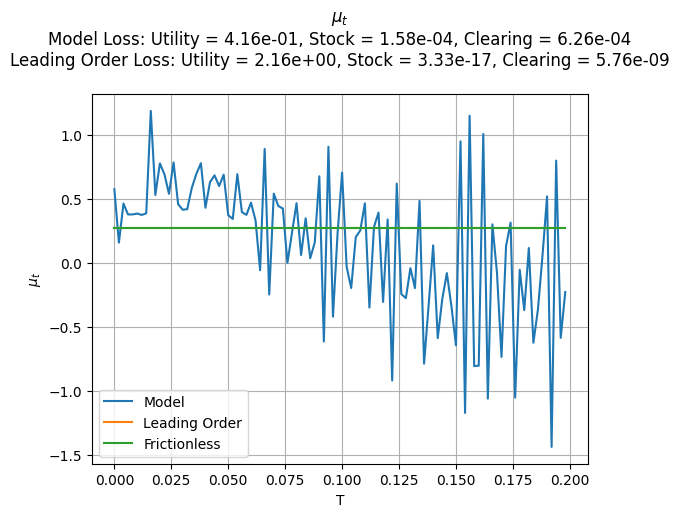 μt
Model Loss: Utility = 4.16e-01, Stock = 1.58e-04, Clearing = 6.26e-04
Leading Order Loss: Utility = 2.16e+00, Stock = 3.33e-17, Clearing = 5.76e-09
1.0
0.5
0.0
−0.5
−1.0
−1.5
μt
Model
Leading Order
Frictionless
0.000 0.025 0.050 0.075 0.100 0.125 0.150 0.175 0.200
T